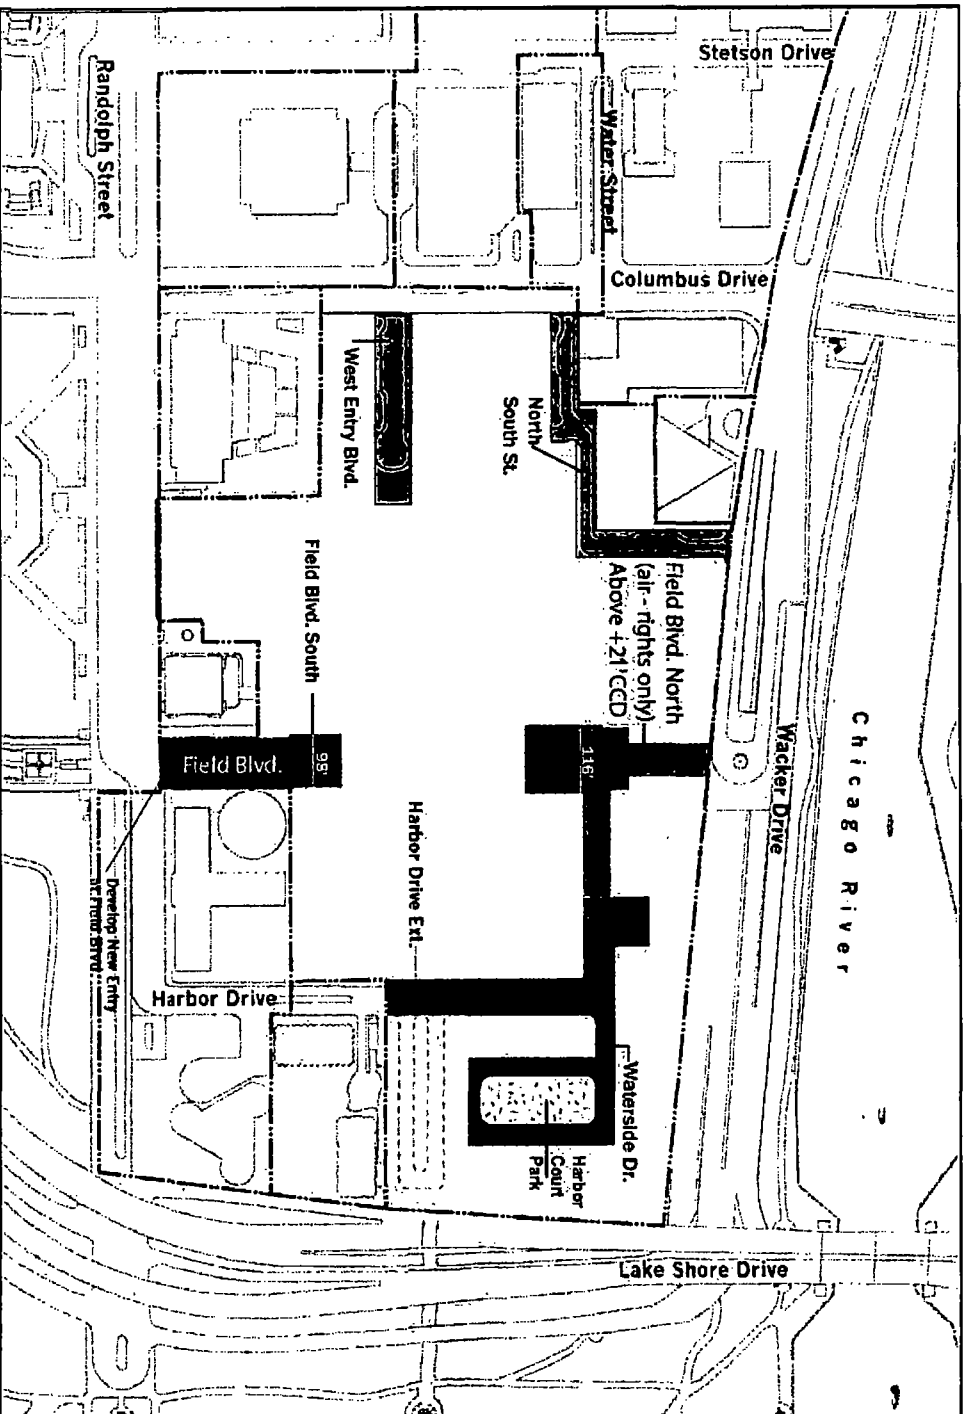 Stetson Drive
Randolph Street
Water Street
Columbus Drive
West Entry Blvd.
North
South St.
Field Blvd. North
(air - rights only)
Above +21'CCD
Field Blvd. South
Chicago River
Wacker Drive
98'
116'
Field Blvd.
Harbor Drive Ext.
Develop New Entry
at Field Blvd.
Harbor Drive
Waterside Dr.
Harbor
Court
Park
Lake Shore Drive